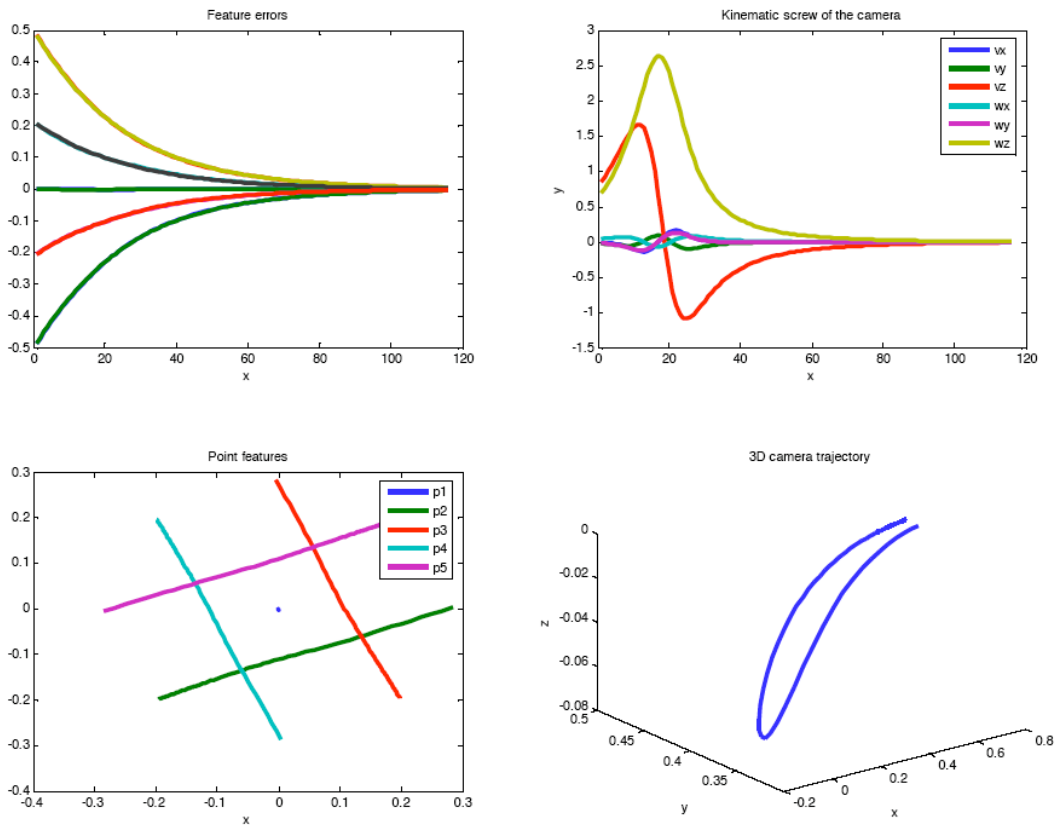 Feature errors
0.5
0.4
0.3
0.2
0.1
0
-0.1
-0.2
-0.3
-0.4
-0.5
0 20 40 60 80 100 120
x
Kinematic screw of the camera
3
2.5
2
1.5
1
0.5
0
-0.5
-1
-1.5
y
vx
vy
vz
wx
wy
wz
0 20 40 60 80 100 120
x
Point features
0.3
0.2
0.1
0
-0.1
-0.2
-0.3
-0.4
p1
p2
p3
p4
p5
-0.4 -0.3 -0.2 -0.1 0 0.1 0.2 0.3
x
3D camera trajectory
0
-0.02
-0.04
-0.06
-0.08
z
0.5
0.45
0.4
0.35
y
-0.2
0
0.2
0.4
0.6
0.8
x